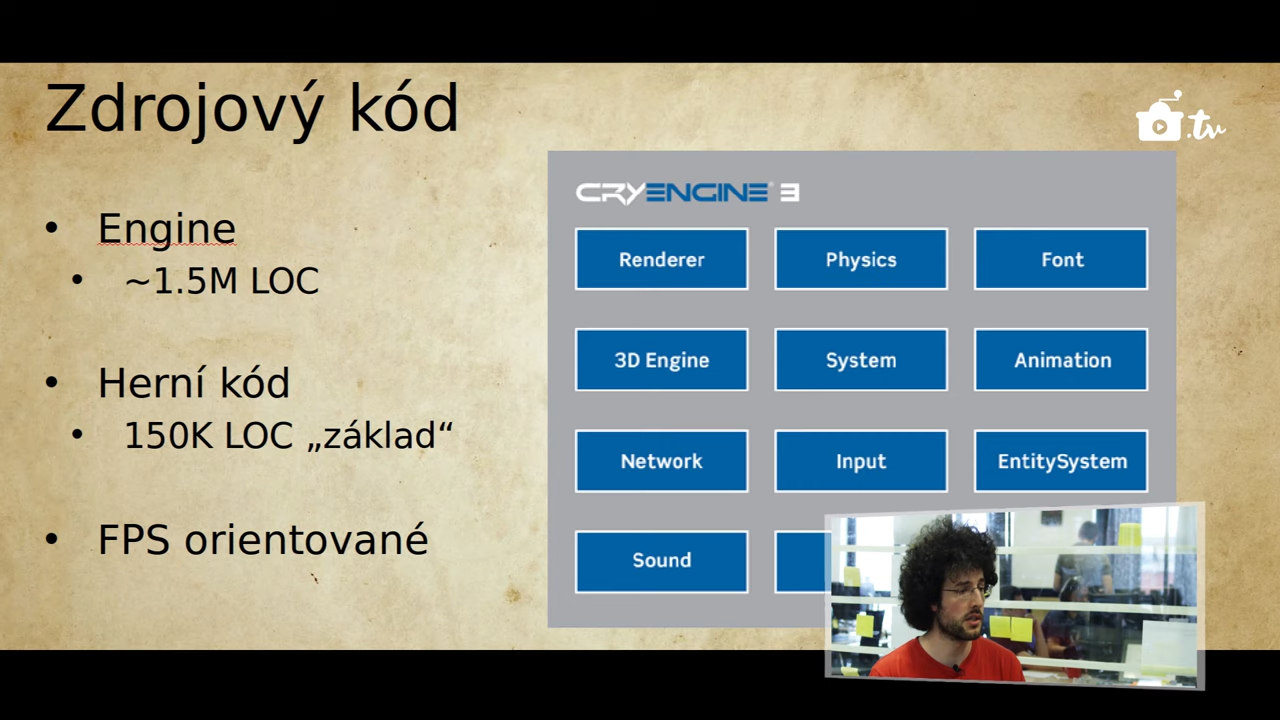 Zdrojový kód
.tv
• Engine
• ~1.5M LOC
• Herní kód
• 150K LOC „základ“
• FPS orientované
CRYENGINE® 3
Renderer
Physics
Font
3D Engine
System
Animation
Network
Input
EntitySystem
Sound